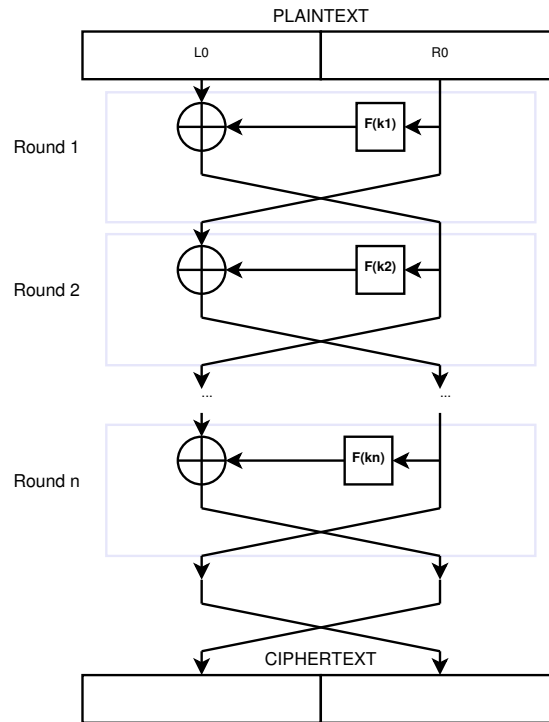 PLAINTEXT
L0 R0
F(k1)
Round 1
F(k2)
Round 2
... ...
F(kn)
Round n
CIPHERTEXT